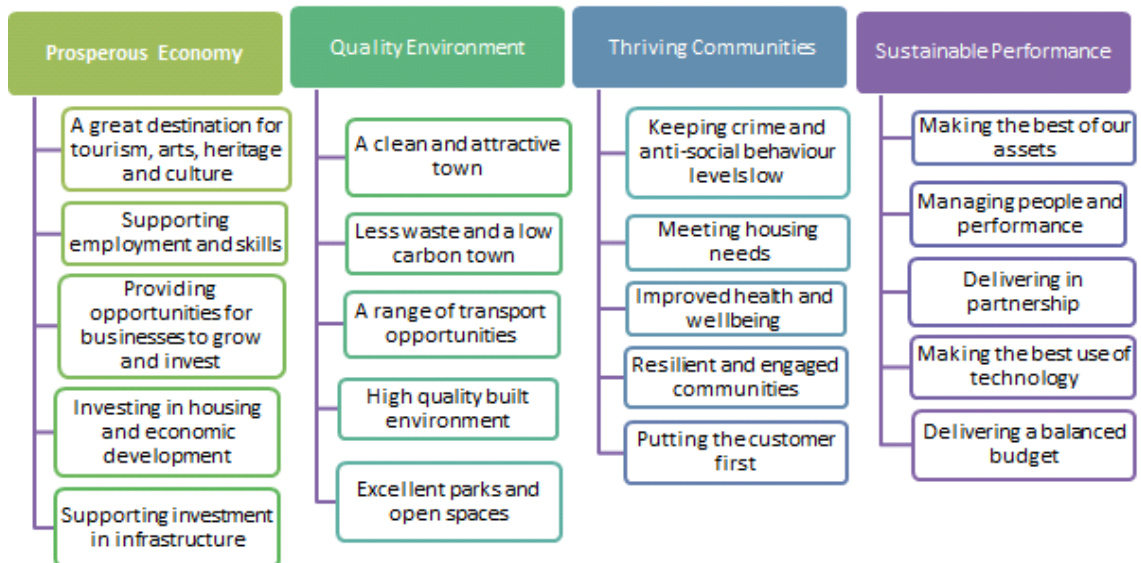 Prosperous Economy
A great destination for
tourism, arts, heritage
and culture
Supporting
employment and skills
Providing
opportunities for
businesses to grow
and invest
Investing in housing
and economic
development
Supporting investment
in infrastructure
Quality Environment
A clean and attractive
town
Less waste and a low
carbon town
A range of transport
opportunities
High quality built
environment
Excellent parks and
open spaces
Thriving Communities
Keeping crime and
anti-social behaviour
levels low
Meeting housing
needs
Improved health and
wellbeing
Resilient and engaged
communities
Putting the customer
first
Sustainable Performance
Making the best of our
assets
Managing people and
performance
Delivering in
partnership
Making the best use of
technology
Delivering a balanced
budget